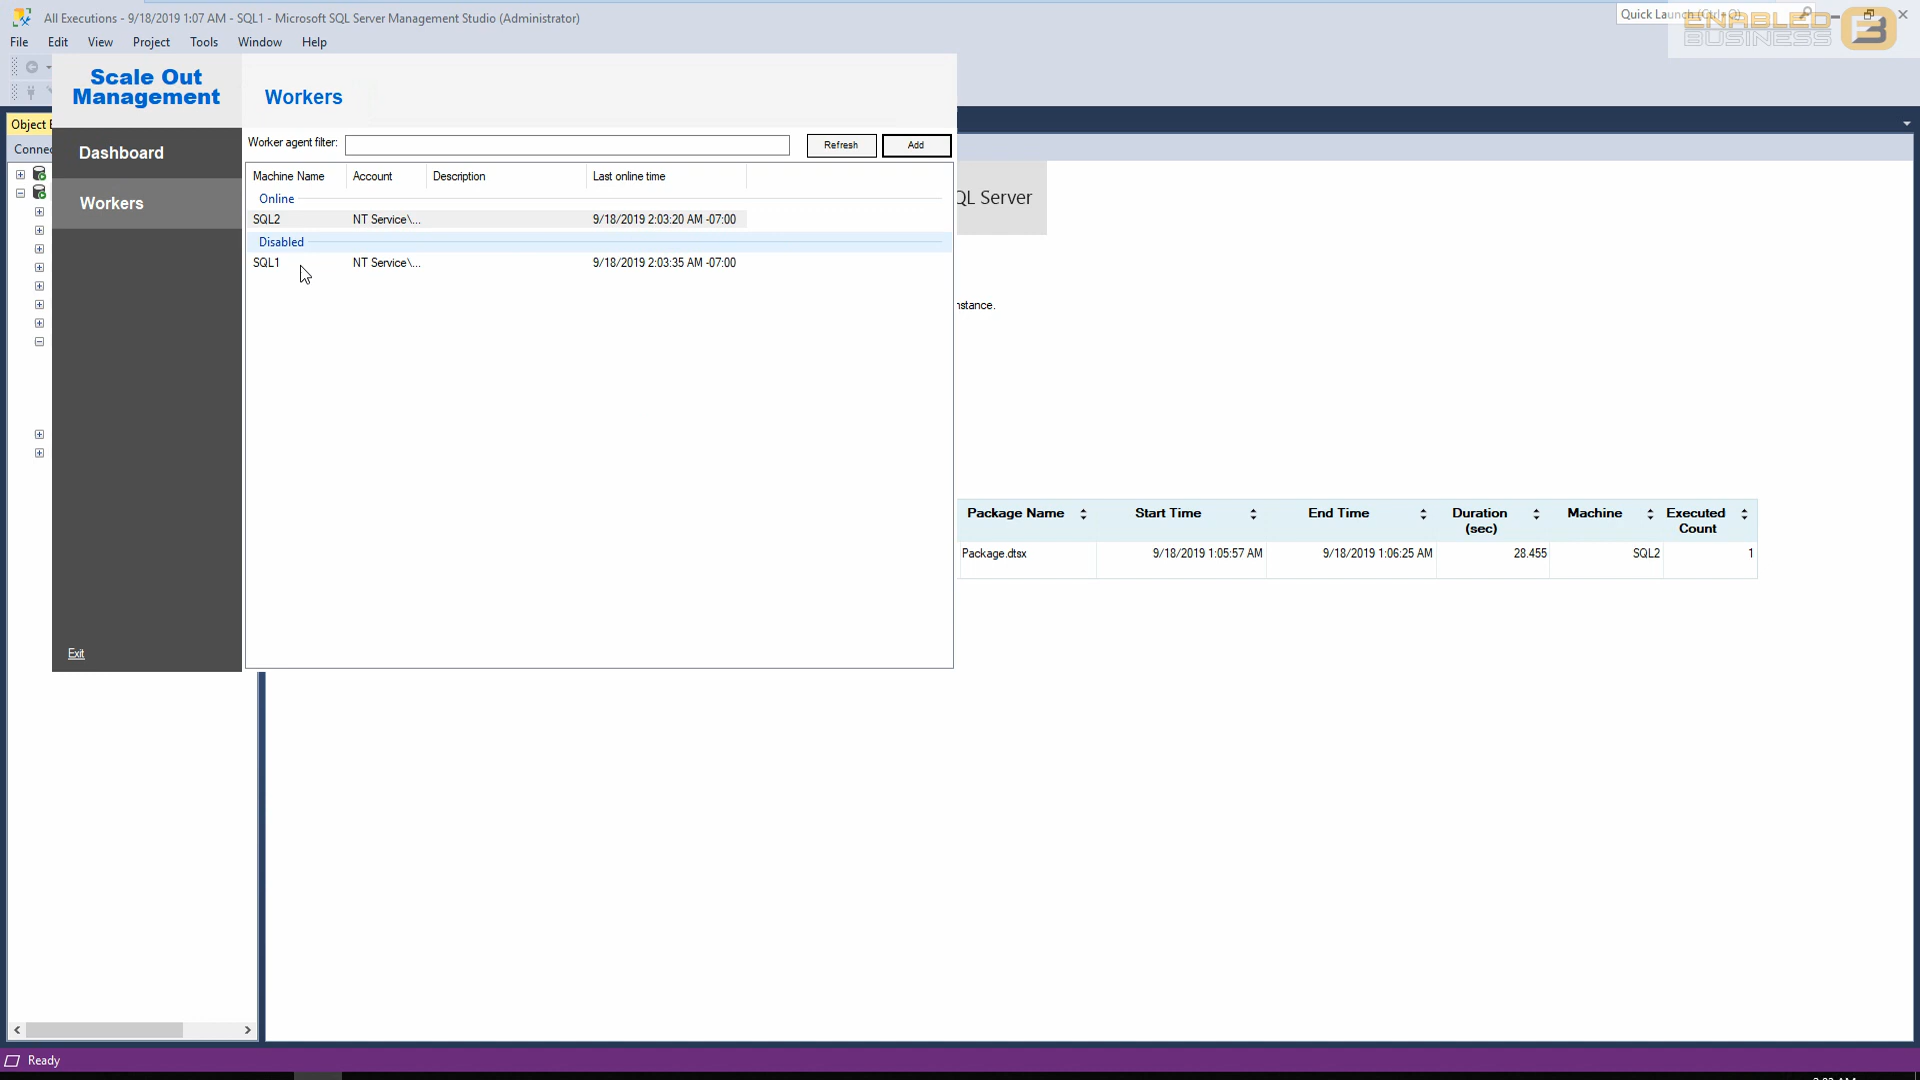 All Executions - 9/18/2019 1:07 AM - SQL1 - Microsoft SQL Server Management Studio (Administrator)
Quick Launch (Ctrl+Q)
ENABLED
BUSINESS
File Edit View Project Tools Window Help
Scale Out
Management
Workers
Object
Connec
Dashboard
Workers
Exit
Worker agent filter:
Refresh
Add
Machine Name Account Description Last online time
Online
SQL2 NT Service\... 9/18/2019 2:03:20 AM -07:00
Disabled
SQL1 NT Service\... 9/18/2019 2:03:35 AM -07:00
QL Server
nstance.
Package Name Start Time End Time Duration (sec) Machine Executed Count
Package.dtsx 9/18/2019 1:05:57 AM 9/18/2019 1:06:25 AM 28.455 SQL2 1
Ready